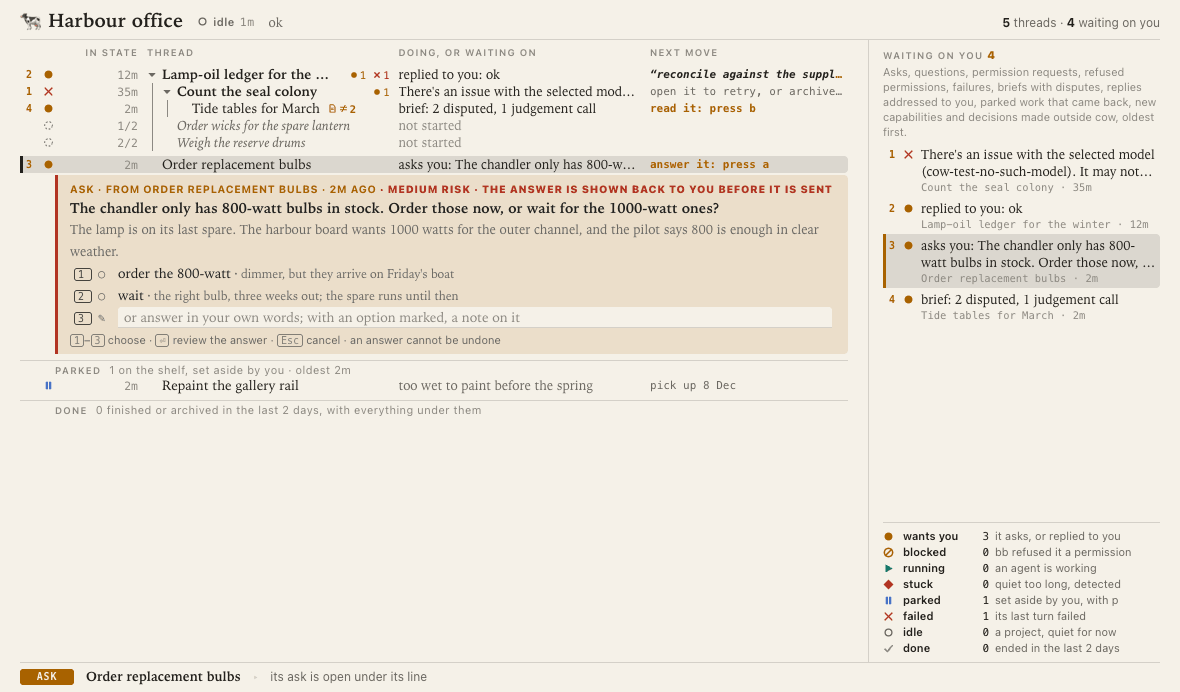 Harbour office idle 1m ok 5 threads · 4 waiting on you
IN STATE THREAD DOING, OR WAITING ON NEXT MOVE
2 12m Lamp-oil ledger for the … 1 × 1 replied to you: ok “reconcile against the suppl…
1 35m Count the seal colony 1 There's an issue with the selected mod… open it to retry, or archive…
4 2m Tide tables for March ≠ 2 brief: 2 disputed, 1 judgement call read it: press b
1/2 Order wicks for the spare lantern not started
2/2 Weigh the reserve drums not started
3 2m Order replacement bulbs asks you: The chandler only has 800-w… answer it: press a
ASK · FROM ORDER REPLACEMENT BULBS · 2M AGO · MEDIUM RISK · THE ANSWER IS SHOWN BACK TO YOU BEFORE IT IS SENT
The chandler only has 800-watt bulbs in stock. Order those now, or wait for the 1000-watt ones?
The lamp is on its last spare. The harbour board wants 1000 watts for the outer channel, and the pilot says 800 is enough in clear
weather.
1 order the 800-watt · dimmer, but they arrive on Friday's boat
2 wait · the right bulb, three weeks out; the spare runs until then
3 ✎ or answer in your own words; with an option marked, a note on it
1–3 choose · ⏎ review the answer · Esc cancel · an answer cannot be undone
PARKED 1 on the shelf, set aside by you · oldest 2m
2m Repaint the gallery rail too wet to paint before the spring pick up 8 Dec
DONE 0 finished or archived in the last 2 days, with everything under them
WAITING ON YOU 4
Asks, questions, permission requests, refused
permissions, failures, briefs with disputes, replies
addressed to you, parked work that came back, new
capabilities and decisions made outside cow, oldest
first.
1 There's an issue with the selected model
(cow-test-no-such-model). It may not…
Count the seal colony · 35m
2 replied to you: ok
Lamp-oil ledger for the winter · 12m
3 asks you: The chandler only has 800-
watt bulbs in stock. Order those now, …
Order replacement bulbs · 2m
4 brief: 2 disputed, 1 judgement call
Tide tables for March · 2m
wants you 3 it asks, or replied to you
blocked 0 bb refused it a permission
running 0 an agent is working
stuck 0 quiet too long, detected
parked 1 set aside by you, with p
failed 1 its last turn failed
idle 0 a project, quiet for now
done 0 ended in the last 2 days
ASK Order replacement bulbs · its ask is open under its line